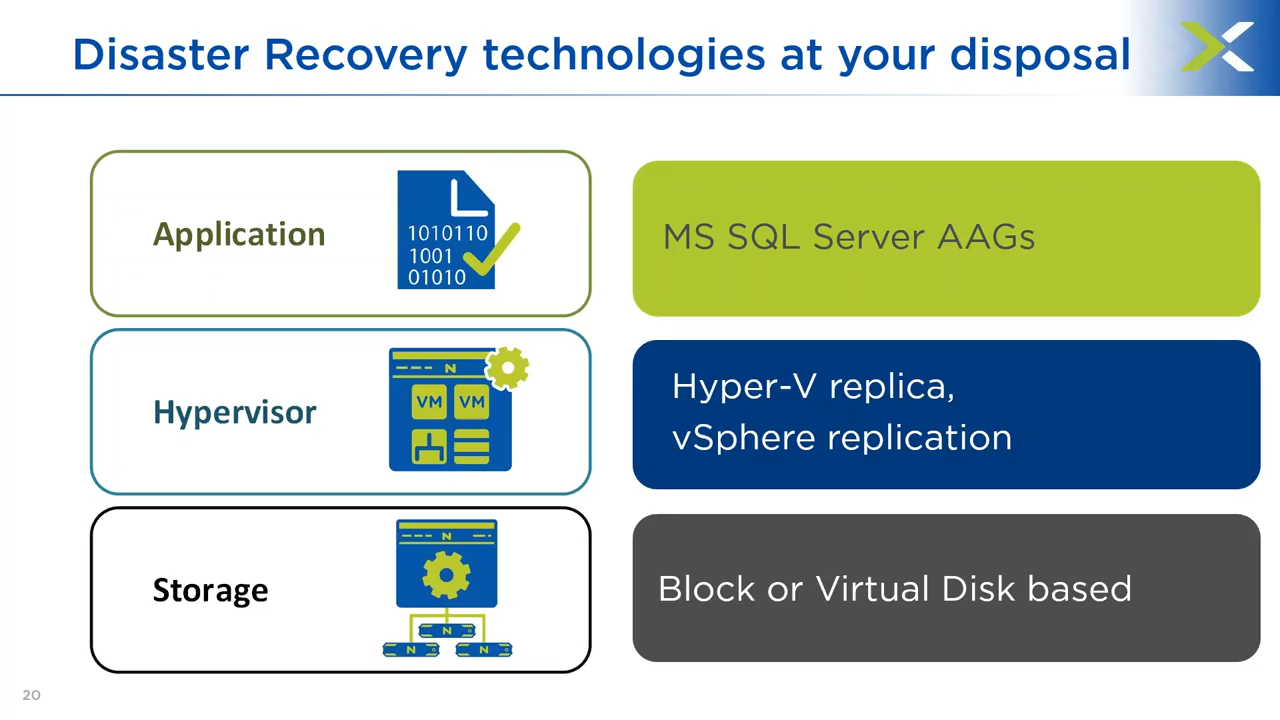 Disaster Recovery technologies at your disposal
Application
1010110
1001
01010
MS SQL Server AAGs
Hypervisor
N
VM VM
Hyper-V replica,
vSphere replication
Storage
N
N
N N
Block or Virtual Disk based
20